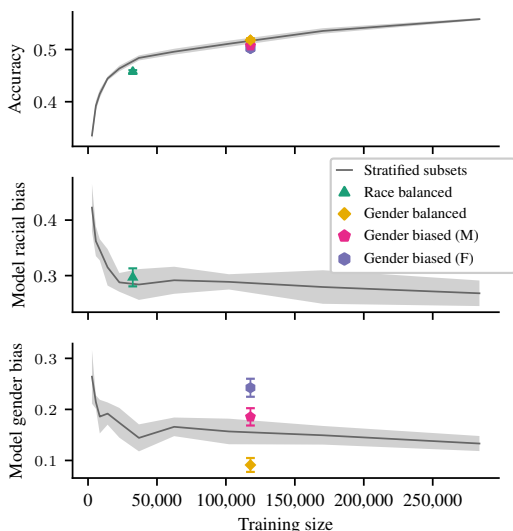 0.5
0.4
Accuracy
Stratified subsets
Race balanced
Gender balanced
Gender biased (M)
Gender biased (F)
0.4
0.3
Model racial bias
0.3
0.2
0.1
Model gender bias
0 50,000 100,000 150,000 200,000 250,000
Training size